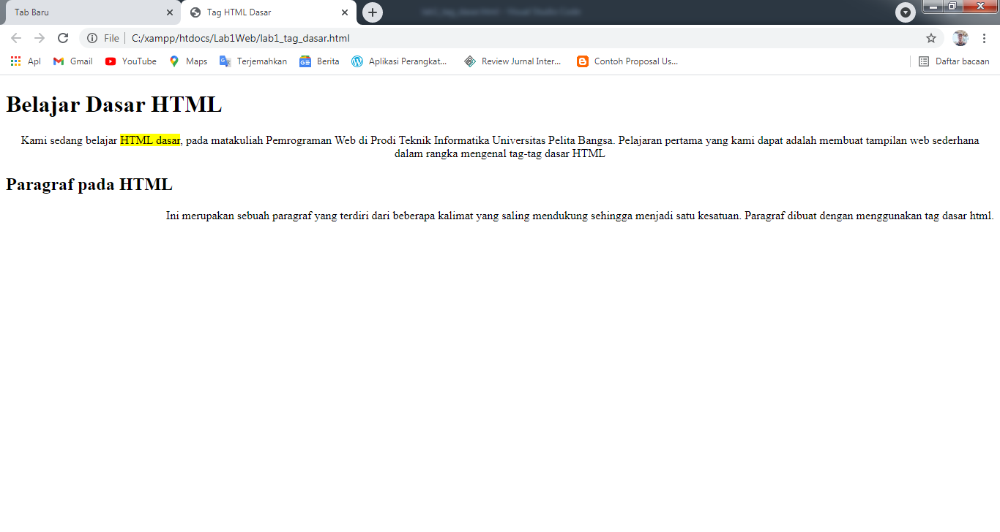 Tab Baru
Tag HTML Dasar
File
C:/xampp/htdocs/Lab1Web/lab1_tag_dasar.html
Apl Gmail YouTube Maps Terjemahkan Berita Aplikasi Perangkat... Review Jurnal Inter... Contoh Proposal Us... Daftar bacaan
Belajar Dasar HTML
Kami sedang belajar HTML dasar, pada matakuliah Pemrograman Web di Prodi Teknik Informatika Universitas Pelita Bangsa. Pelajaran pertama yang kami dapat adalah membuat tampilan web sederhana
dalam rangka mengenal tag-tag dasar HTML
Paragraf pada HTML
Ini merupakan sebuah paragraf yang terdiri dari beberapa kalimat yang saling mendukung sehingga menjadi satu kesatuan. Paragraf dibuat dengan menggunakan tag dasar html.